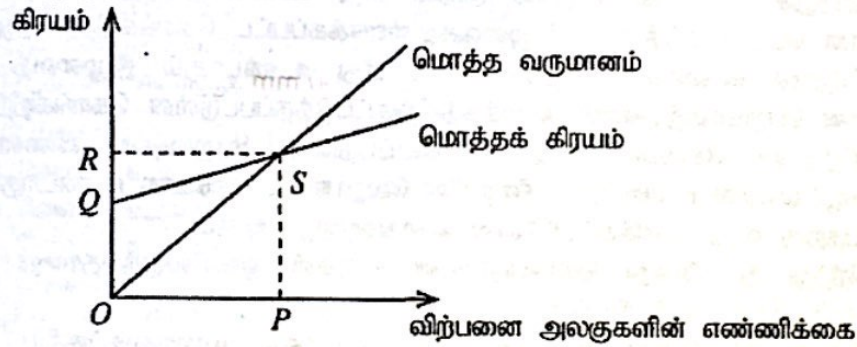 கிரயம்
மொத்த வருமானம்
மொத்தக் கிரயம்
R
S
Q
O
P
விற்பனை அலகுகளின் எண்ணிக்கை